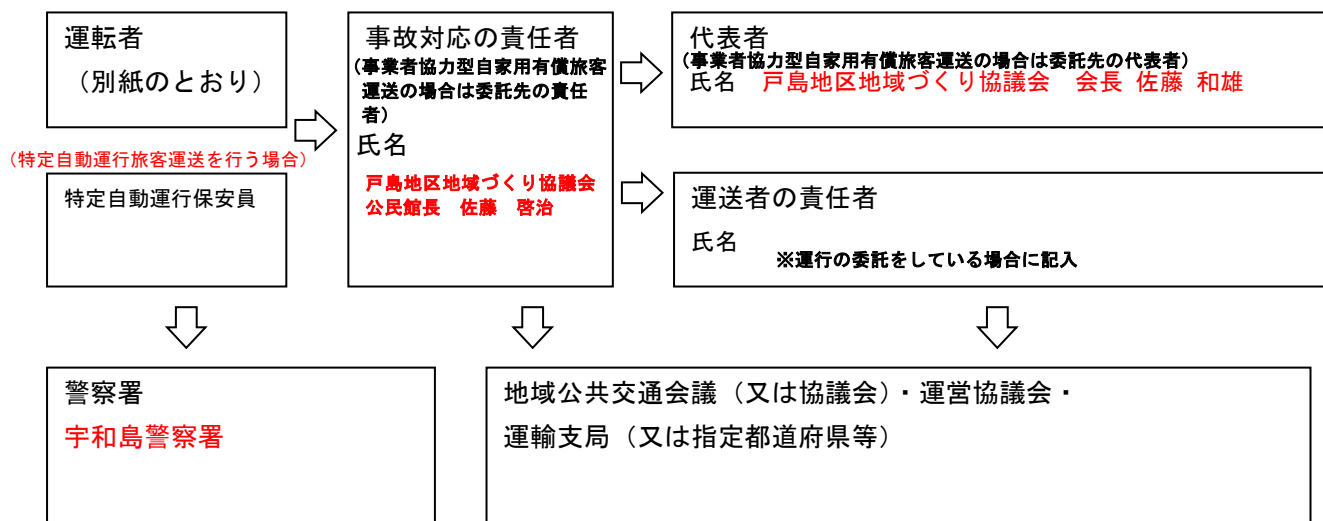 運転者
（別紙のとおり）
（特定自動運行旅客運送を行う場合）
特定自動運行保安員
事故対応の責任者
(事業者協力型自家用有償旅客
運送の場合は委託先の責任
者)
氏名
戸島地区地域づくり協議会
公民館長　佐藤　啓治
代表者
(事業者協力型自家用有償旅客運送の場合は委託先の代表者)
氏名　戸島地区地域づくり協議会　会長 佐藤 和雄
運送者の責任者
氏名
※運行の委託をしている場合に記入
警察署
宇和島警察署
地域公共交通会議（又は協議会）・運営協議会・
運輸支局（又は指定都道府県等）